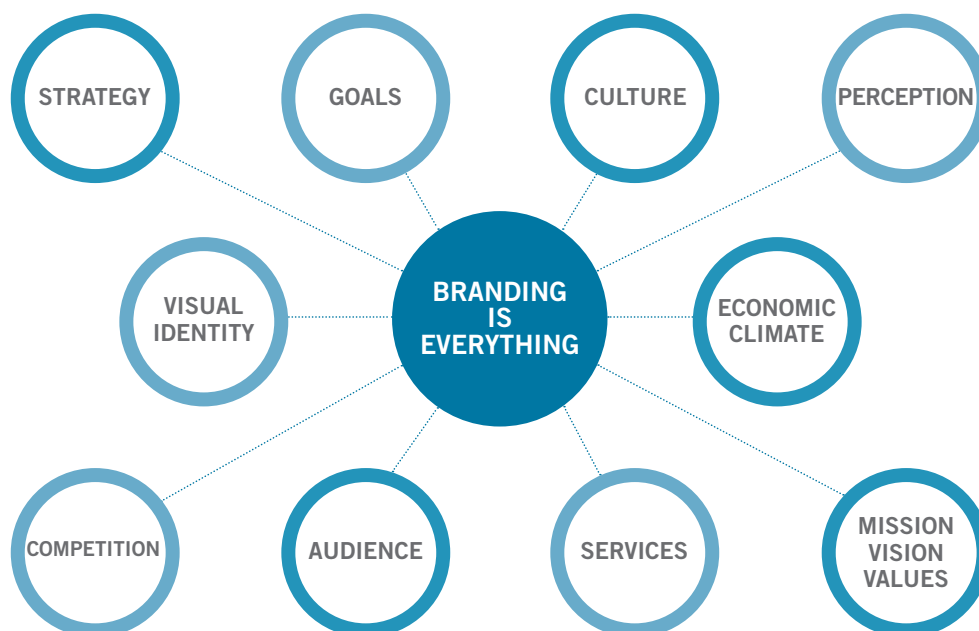 STRATEGY
GOALS
CULTURE
PERCEPTION
VISUAL
IDENTITY
BRANDING
IS
EVERYTHING
ECONOMIC
CLIMATE
COMPETITION
AUDIENCE
SERVICES
MISSION
VISION
VALUES